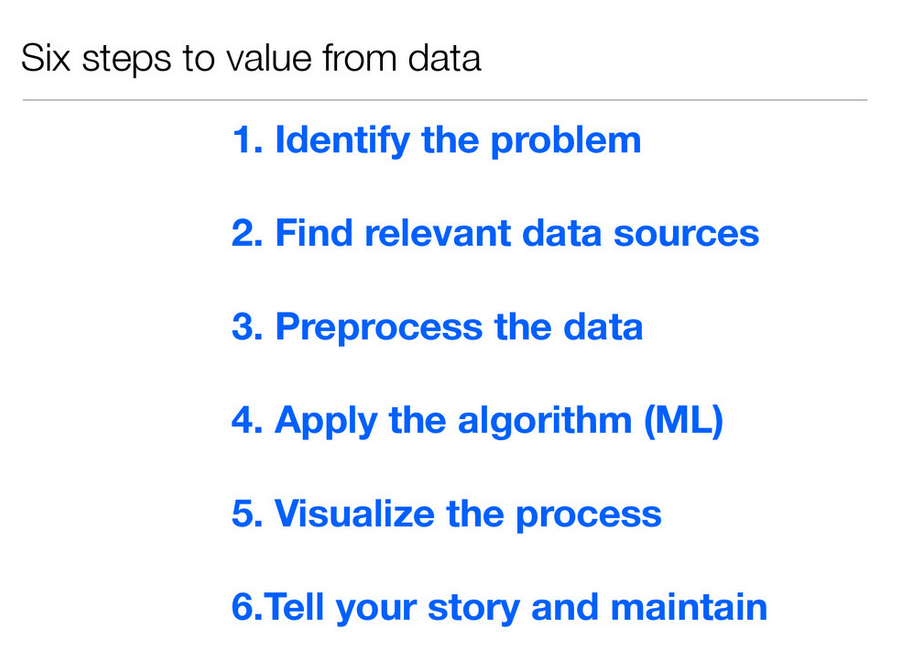 Six steps to value from data
1. Identify the problem
2. Find relevant data sources
3. Preprocess the data
4. Apply the algorithm (ML)
5. Visualize the process
6.Tell your story and maintain